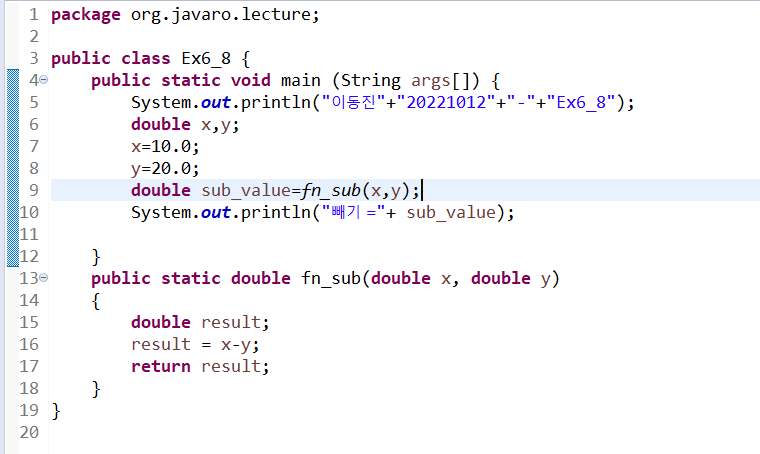 1 package org.javaro.lecture;
2
3 public class Ex6_8 {
4 public static void main (String args[]) {
5 System.out.println("이동진"+"20221012"+"-"+"Ex6_8");
6 double x,y;
7 x=10.0;
8 y=20.0;
9 double sub_value=fn_sub(x,y);
10 System.out.println("빼기 ="+ sub_value);
11
12 }
13 public static double fn_sub(double x, double y)
14 {
15 double result;
16 result = x-y;
17 return result;
18 }
19 }
20